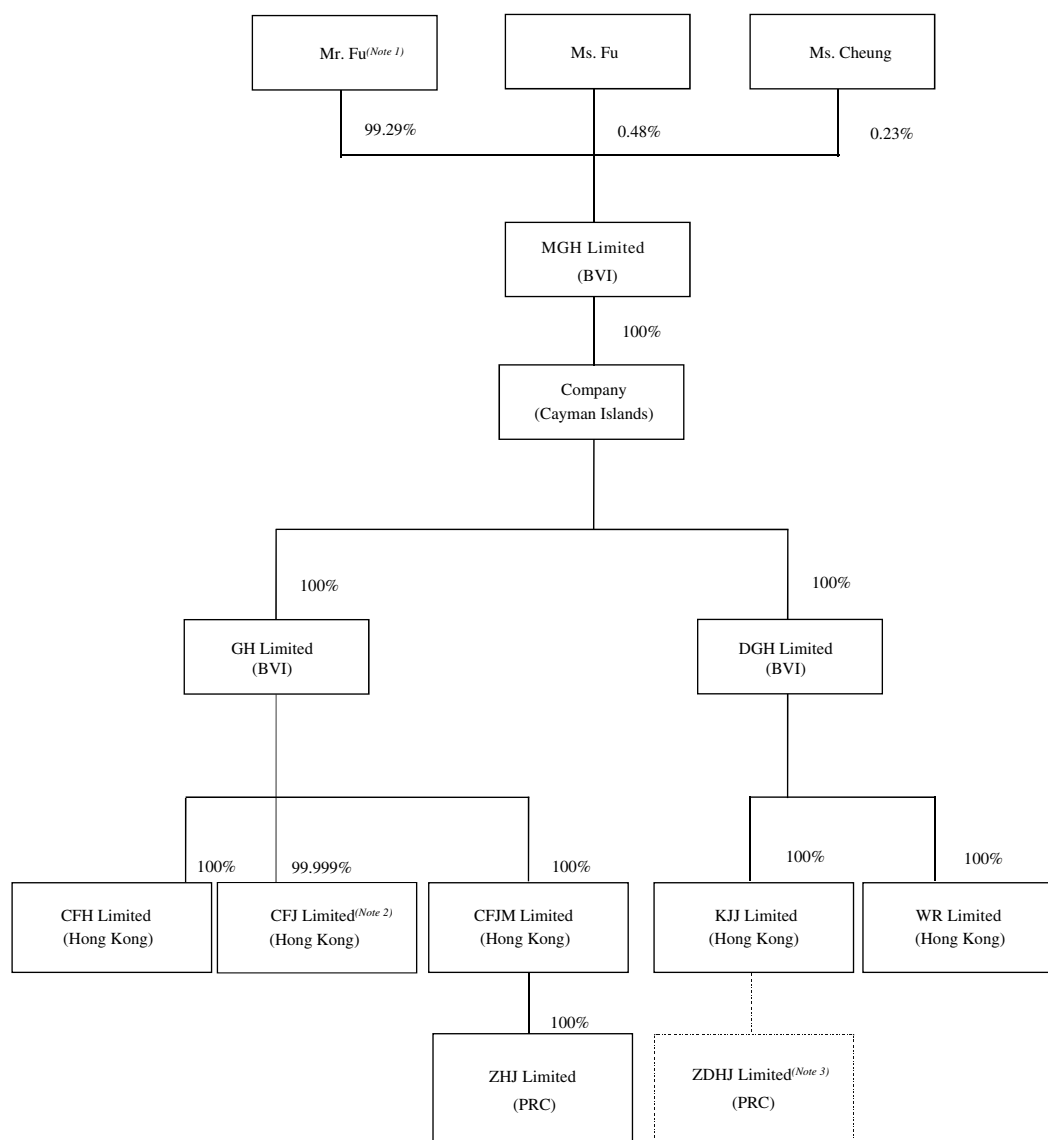 Mr. Fu(Note 1)
Ms. Fu
Ms. Cheung
99.29%
0.48%
0.23%
MGH Limited
(BVI)
100%
Company
(Cayman Islands)
100%
100%
GH Limited
(BVI)
DGH Limited
(BVI)
100%
99.999%
100%
100%
100%
CFH Limited
(Hong Kong)
CFJ Limited(Note 2)
(Hong Kong)
CFJM Limited
(Hong Kong)
KJJ Limited
(Hong Kong)
WR Limited
(Hong Kong)
100%
ZHJ Limited
(PRC)
ZDHJ Limited(Note 3)
(PRC)